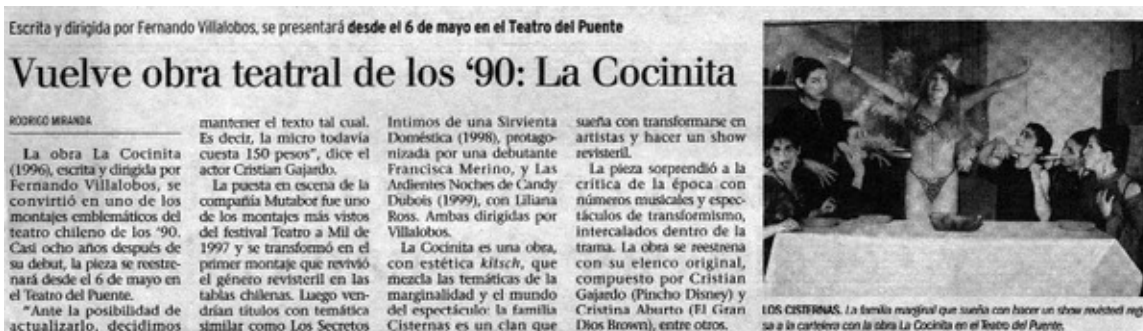 Escrita y dirigida por Fernando Villalobos, se presentará desde el 6 de mayo en el Teatro del Puente
Vuelve obra teatral de los '90: La Cocinita
RODRIGO MIRANDA
La obra La Cocinita
(1996), escrita y dirigida por
Fernando Villalobos, se
convirtió en uno de los
montajes emblemáticos del
teatro chileno de los '90.
Casi ocho años después de
su debut, la pieza se reestre-
nará desde el 6 de mayo en
el Teatro del Puente.
"Ante la posibilidad de
actualizarlo, decidimos
mantener el texto tal cual.
Es decir, la micro todavía
cuesta 150 pesos", dice el
actor Cristian Gajardo.
La puesta en escena de la
compañía Mutabor fue uno
de los montajes más vistos
del festival Teatro a Mil de
1997 y se transformó en el
primer montaje que revivió
el género revisteril en las
tablas chilenas. Luego ven-
drían títulos con temática
similar como Los Secretos
Intimos de una Sirvienta
Doméstica (1998), protago-
nizada por una debutante
Francisca Merino, y Las
Ardientes Noches de Candy
Dubois (1999), con Liliana
Ross. Ambas dirigidas por
Villalobos.
La Cocinita es una obra,
con estética kitsch, que
mezcla las temáticas de la
marginalidad y el mundo
del espectáculo: la familia
Cisternas es un clan que
sueña con transformarse en
artistas y hacer un show
revisteril.
La pieza sorprendió a la
crítica de la época con
números musicales y espec-
táculos de transformismo,
intercalados dentro de la
trama. La obra se reestrena
con su elenco original,
compuesto por Cristian
Gajardo (Pincho Disney) y
Cristina Aburto (El Gran
Dios Brown), entre otros.
LOS CISTERNAS. La familia marginal que sueña con hacer un show revisteril
sa a la cartelera con la obra La Cocinita en el Teatro del Puente.